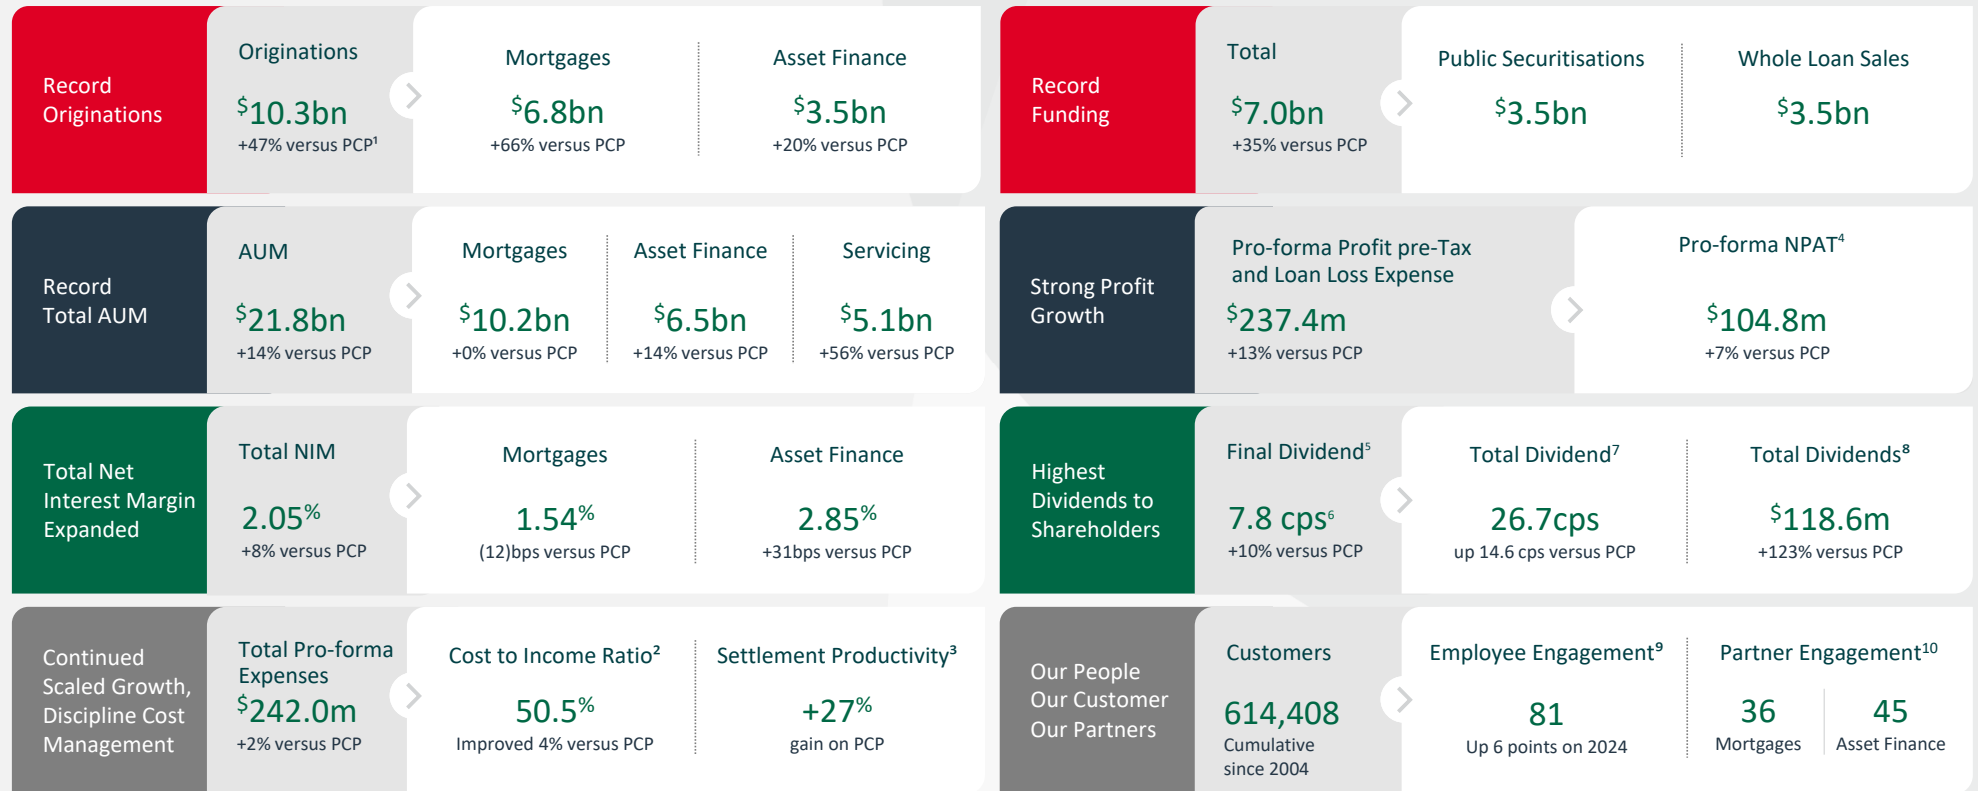 Record
Originations
Originations
$10.3bn
+47% versus PCP¹
Mortgages
$6.8bn
+66% versus PCP
Asset Finance
$3.5bn
+20% versus PCP
Record
Funding
Total
$7.0bn
+35% versus PCP
Public Securitisations
$3.5bn
Whole Loan Sales
$3.5bn
Record
Total AUM
AUM
$21.8bn
+14% versus PCP
Mortgages
$10.2bn
+0% versus PCP
Asset Finance
$6.5bn
+14% versus PCP
Servicing
$5.1bn
+56% versus PCP
Strong Profit
Growth
Pro-forma Profit pre-Tax
and Loan Loss Expense
$237.4m
+13% versus PCP
Pro-forma NPAT⁴
$104.8m
+7% versus PCP
Total Net
Interest Margin
Expanded
Total NIM
2.05%
+8% versus PCP
Mortgages
1.54%
(12)bps versus PCP
Asset Finance
2.85%
+31bps versus PCP
Highest
Dividends to
Shareholders
Final Dividend⁵
7.8 cps⁶
+10% versus PCP
Total Dividend⁷
26.7cps
up 14.6 cps versus PCP
Total Dividends⁸
$118.6m
+123% versus PCP
Continued
Scaled Growth,
Discipline Cost
Management
Total Pro-forma
Expenses
$242.0m
+2% versus PCP
Cost to Income Ratio²
50.5%
Improved 4% versus PCP
Settlement Productivity³
+27%
gain on PCP
Our People
Our Customer
Our Partners
Customers
614,408
Cumulative
since 2004
Employee Engagement⁹
81
Up 6 points on 2024
Partner Engagement¹⁰
36
Mortgages
45
Asset Finance